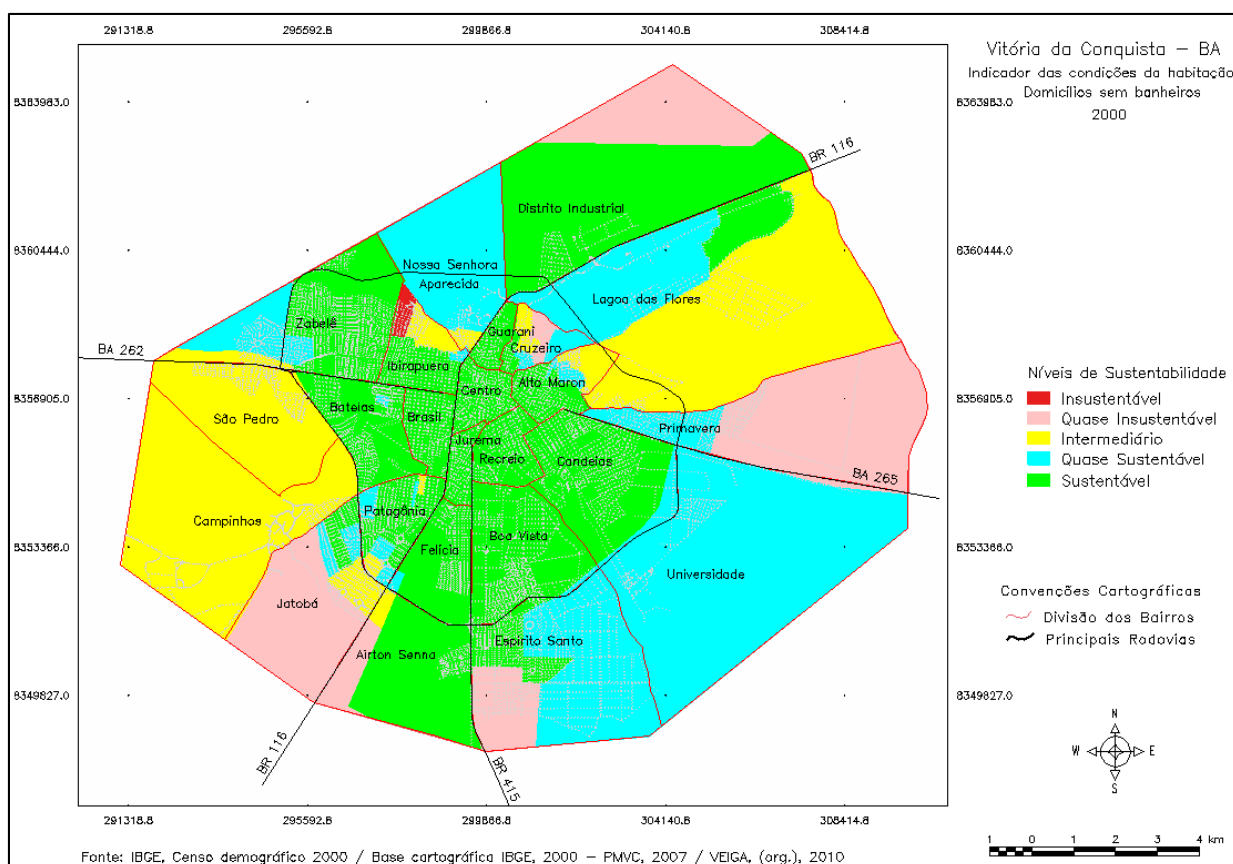 291318.8 295592.8 299866.8 304140.8 308414.8
Vitória da Conquista – BA
Indicador das condições da habitação
Domicílios sem banheiros
2000
8363983.0 8363983.0
BR 116
Distrito Industrial
8360444.0 8360444.0
Nossa Senhora
Aparecida
Lagoa das Flores
Zabelê
Guarani
BA 262
Cruzeiro
Ibirapuera
Alto Maron
Centro
Níveis de Sustentabilidade
Insustentável
Quase Insustentável
Intermediário
Quase Sustentável
Sustentável
8356905.0 8356905.0
Bateias
São Pedro
Brasil
Primavera
Jurema
Recreio
Candeias
BA 265
Patagônia
Campinhos
Boa Vista
8353366.0 8353366.0
Felícia
Universidade
Jatobá
Convenções Cartográficas
Divisão dos Bairros
Principais Rodovias
Espírito Santo
Airton Senna
8349827.0 8349827.0
N
W E
S
BR 116
BR 415
291318.8 295592.8 299866.8 304140.8 308414.8
1 0 1 2 3 4 km
Fonte: IBGE, Censo demográfico 2000 / Base cartográfica IBGE, 2000 – PMVC, 2007 / VEIGA, (org.), 2010